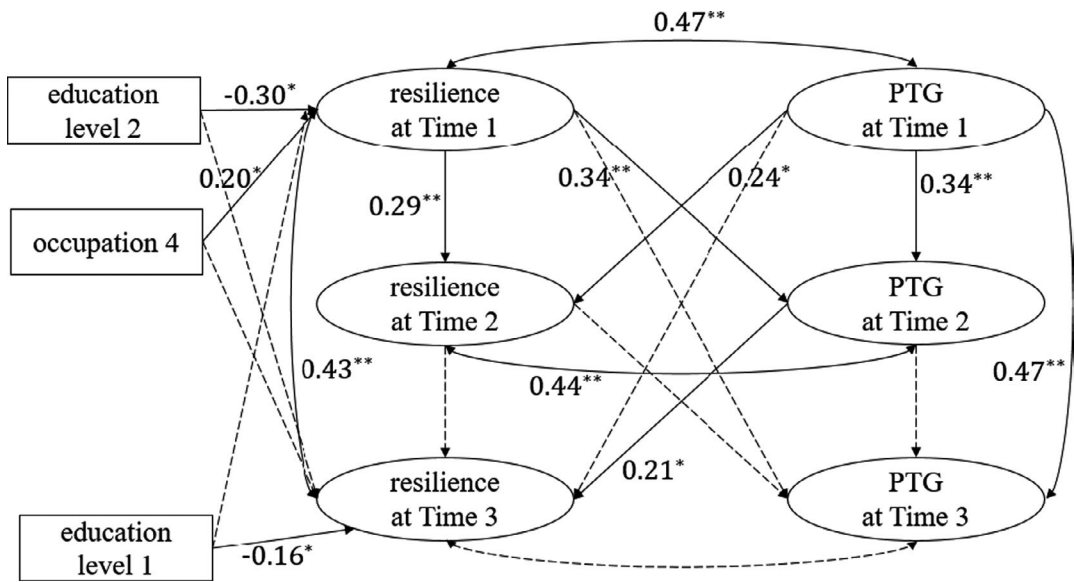 0.47**
education
level 2
-0.30*
resilience
at Time 1
PTG
at Time 1
0.20*
0.34**
0.24*
0.34**
0.29**
occupation 4
resilience
at Time 2
PTG
at Time 2
0.43**
0.44**
0.47**
0.21*
resilience
at Time 3
PTG
at Time 3
education
level 1
-0.16*